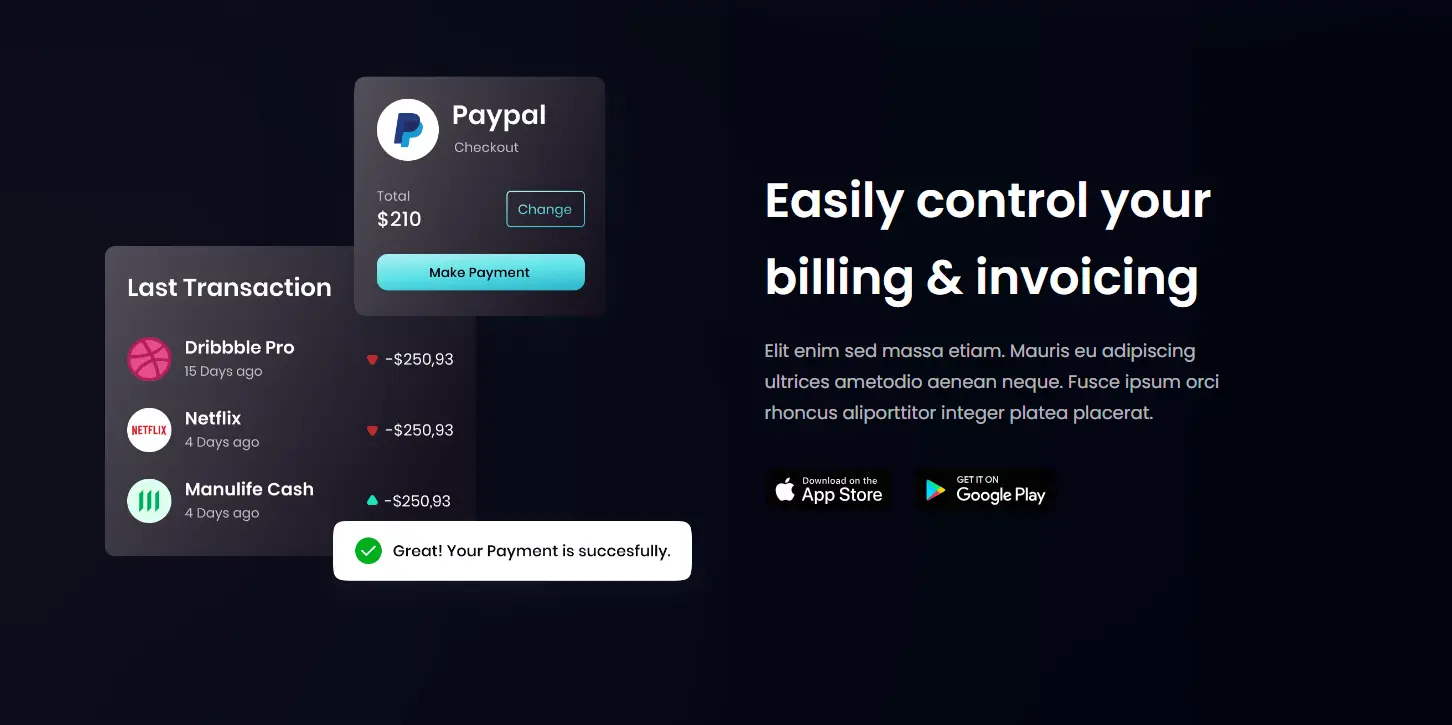 Paypal
Checkout
Total
$210
Change
Make Payment
Last Transaction
Dribbble Pro
15 Days ago
-$250,93
NETFLIX
Netflix
4 Days ago
-$250,93
Manulife Cash
4 Days ago
-$250,93
Great! Your Payment is succesfully.
Easily control your
billing & invoicing
Elit enim sed massa etiam. Mauris eu adipiscing
ultrices ametodio aenean neque. Fusce ipsum orci
rhoncus aliporttitor integer platea placerat.
Download on the
App Store
GET IT ON
Google Play